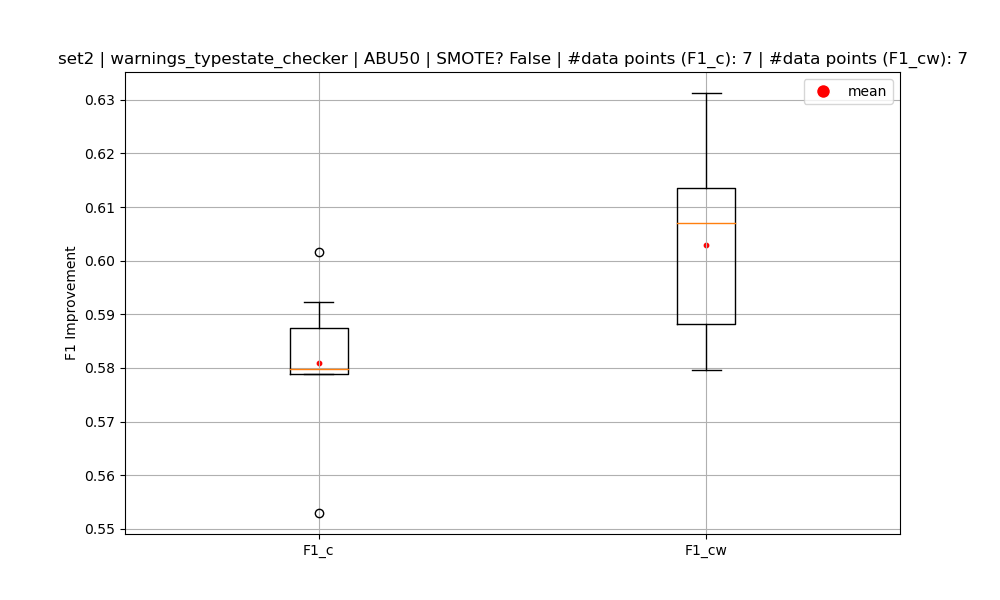 set2 | warnings_typestate_checker | ABU50 | SMOTE? False | #data points (F1_c): 7 | #data points (F1_cw): 7
mean
0.63
0.62
0.61
0.60
0.59
0.58
0.57
0.56
0.55
F1 Improvement
F1_c
F1_cw